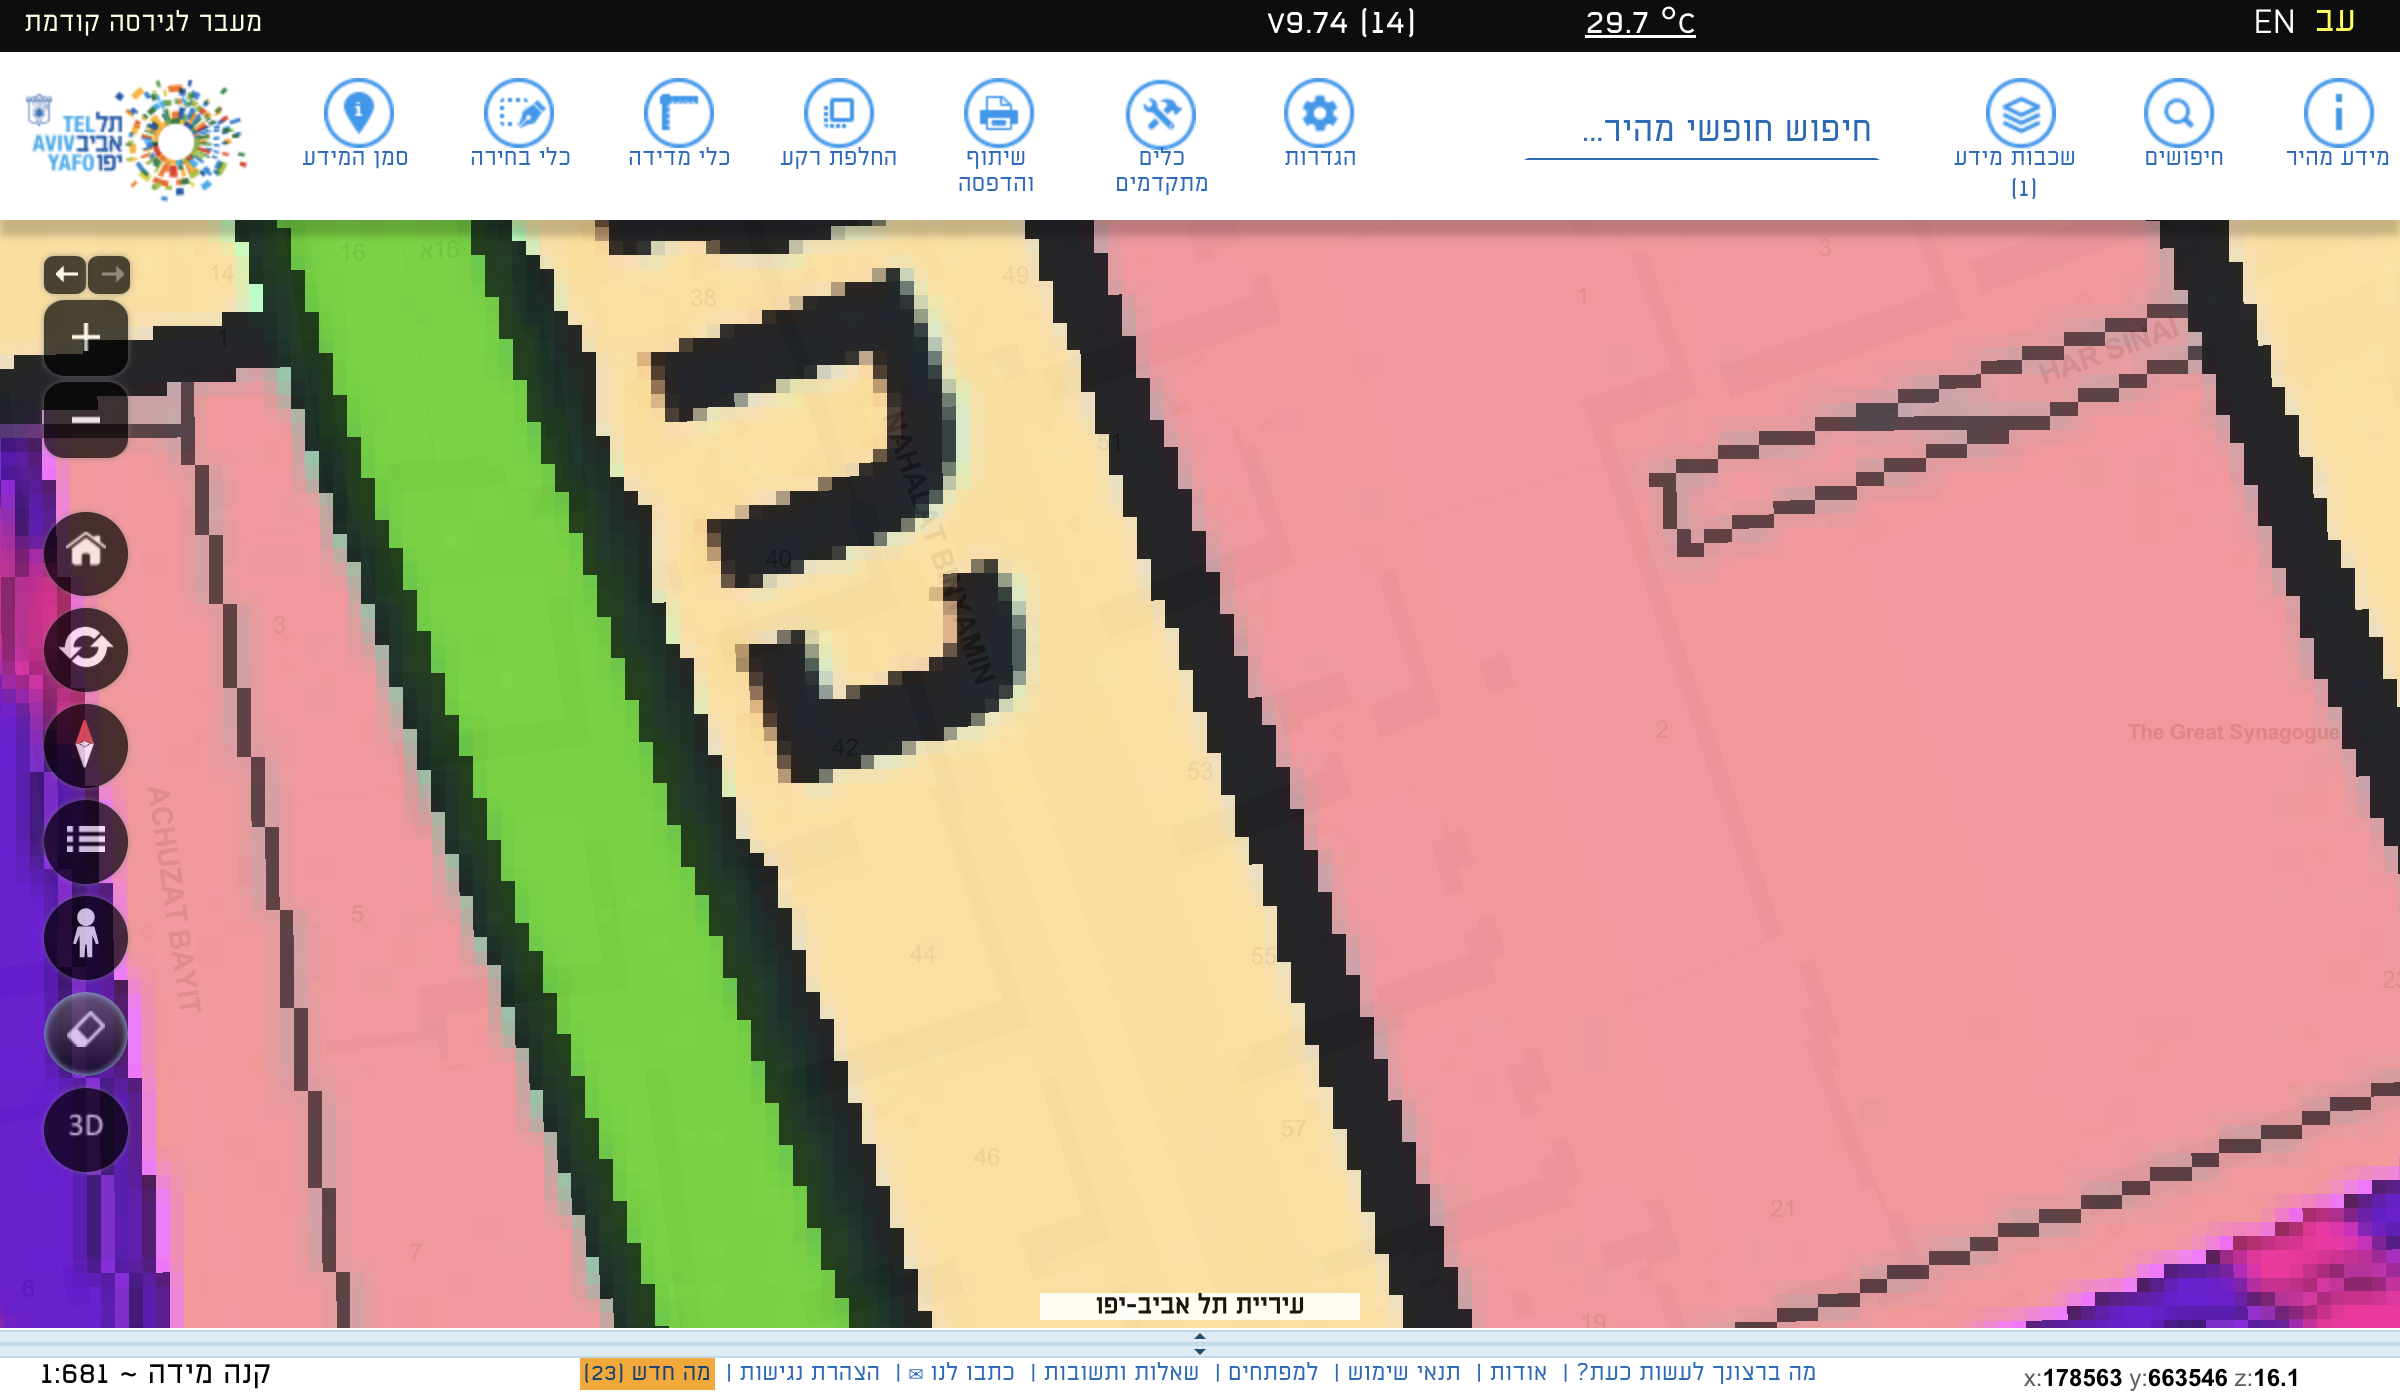 עב EN
29.7 °C
V9.74 (14)
מעבר לגירסה קודמת
מידע מהיר
חיפושים
שכבות מידע
(1)
חיפוש חופשי מהיר...
הגדרות
כלים
מתקדמים
שיתוף
והדפסה
החלפת רקע
כלי מדידה
כלי בחירה
סמן המידע
תל TEL
אביב AVIV
יפו YAFO
14
16
16א
38
49
1
3
1
HAR SINAI
51
NAHALAT BINYAMIN
40
3
42
53
2
The Great Synagogue
ACHUZAT BAYIT
5
44
55
3D
46
57
21
7
6
19
עיריית תל אביב-יפו
קנה מידה ~ 1:681
מה ברצונך לעשות כעת? | אודות | תנאי שימוש | למפתחים | שאלות ותשובות | כתבו לנו ✉ | הצהרת נגישות | מה חדש (23)
x:178563 y:663546 z:16.1